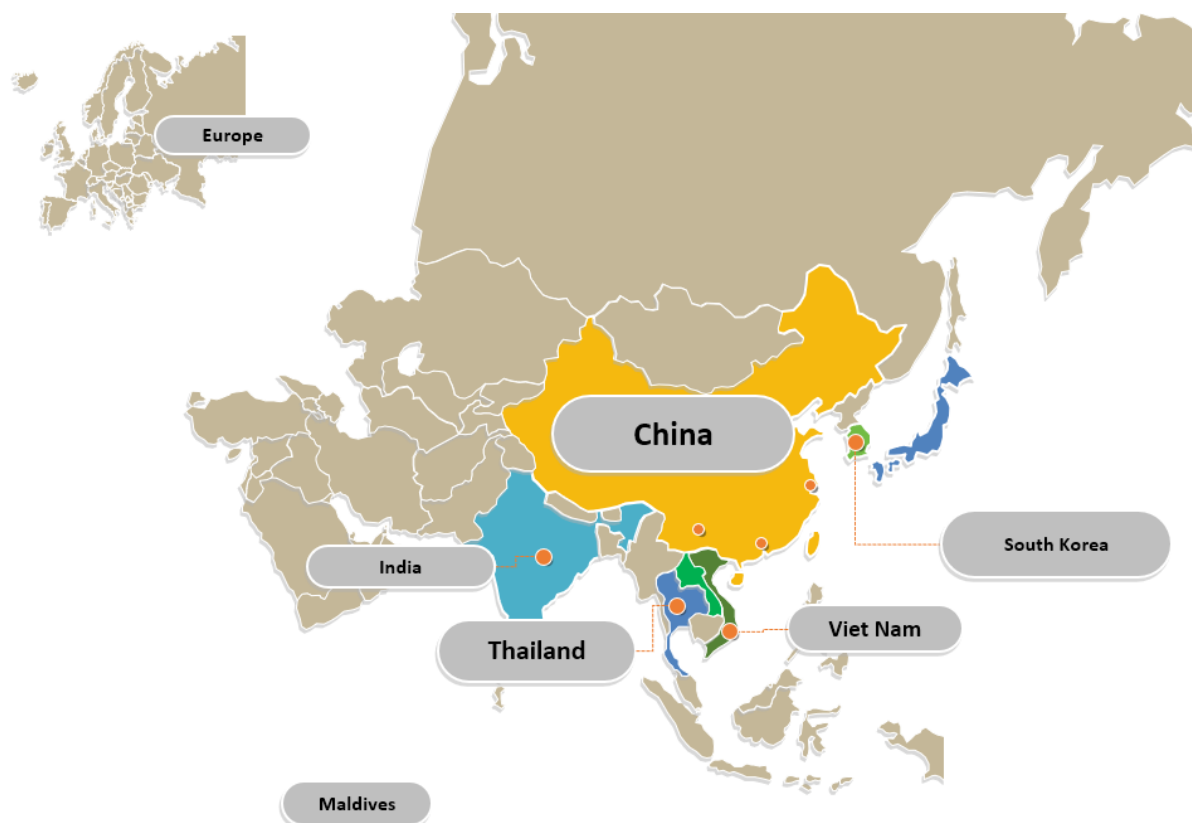 Europe
China
South Korea
India
Viet Nam
Thailand
Maldives